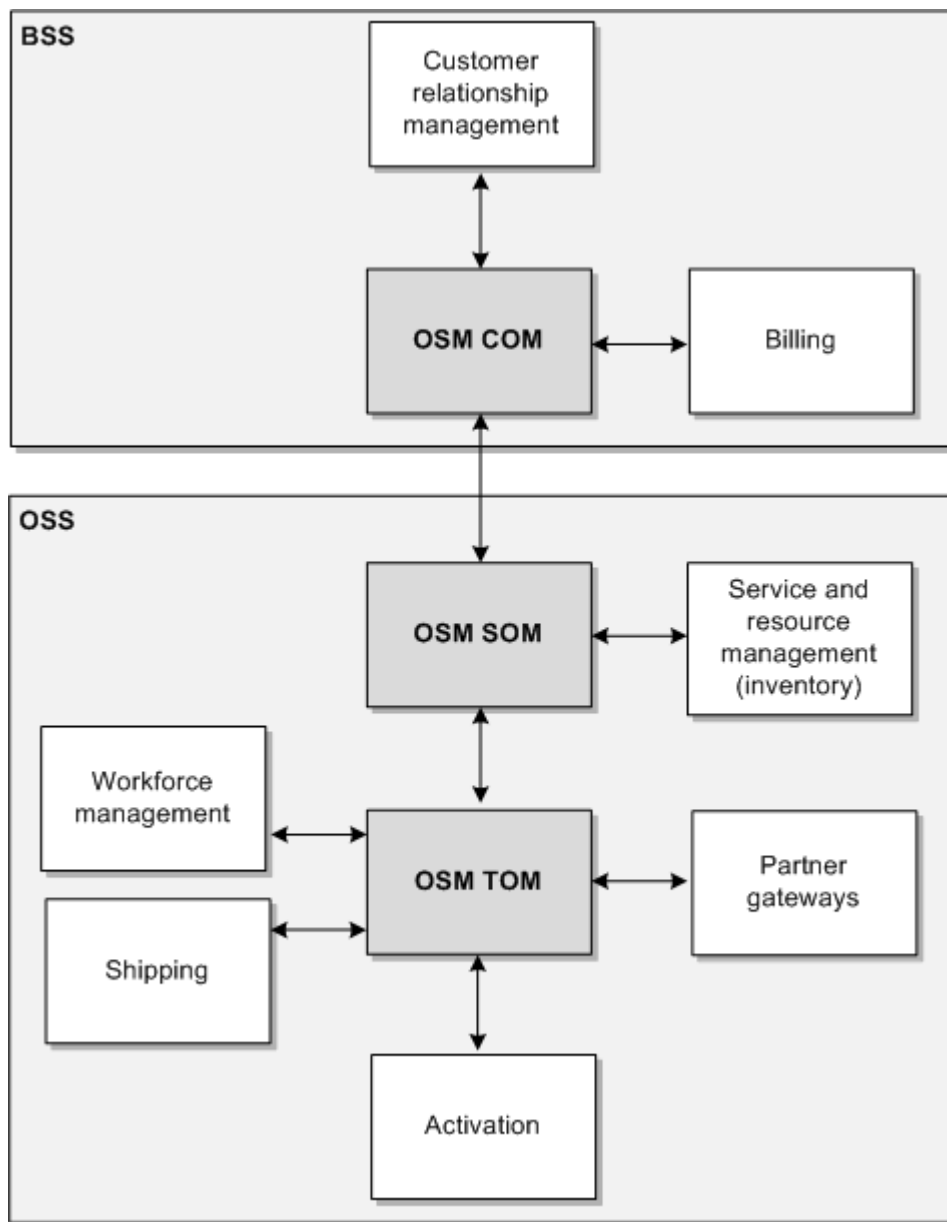 BSS
Customer
relationship
management
OSM COM
Billing
OSS
OSM SOM
Service and
resource
management
(inventory)
Workforce
management
OSM TOM
Partner
gateways
Shipping
Activation